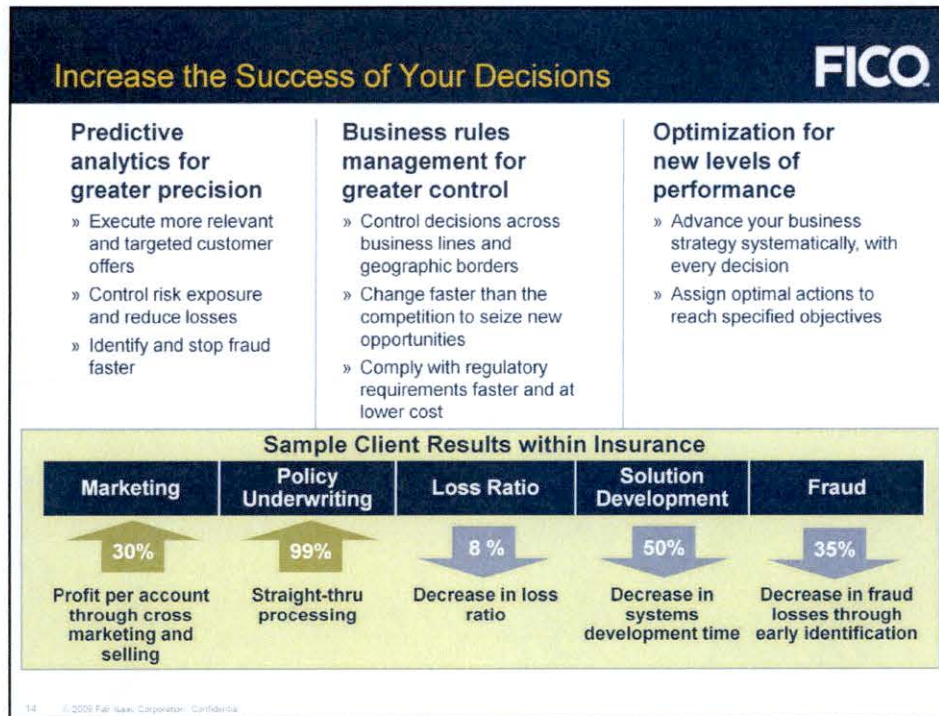 Increase the Success of Your Decisions
FICO
Predictive
analytics for
greater precision
» Execute more relevant
and targeted customer
offers
» Control risk exposure
and reduce losses
» Identify and stop fraud
faster
Business rules
management for
greater control
» Control decisions across
business lines and
geographic borders
» Change faster than the
competition to seize new
opportunities
» Comply with regulatory
requirements faster and at
lower cost
Optimization for
new levels of
performance
» Advance your business
strategy systematically, with
every decision
» Assign optimal actions to
reach specified objectives
Sample Client Results within Insurance
Marketing
30%
Profit per account
through cross
marketing and
selling
Policy
Underwriting
99%
Straight-thru
processing
Loss Ratio
8 %
Decrease in loss
ratio
Solution
Development
50%
Decrease in
systems
development time
Fraud
35%
Decrease in fraud
losses through
early identification
14 © 2009 Fair Isaac Corporation. Confidential